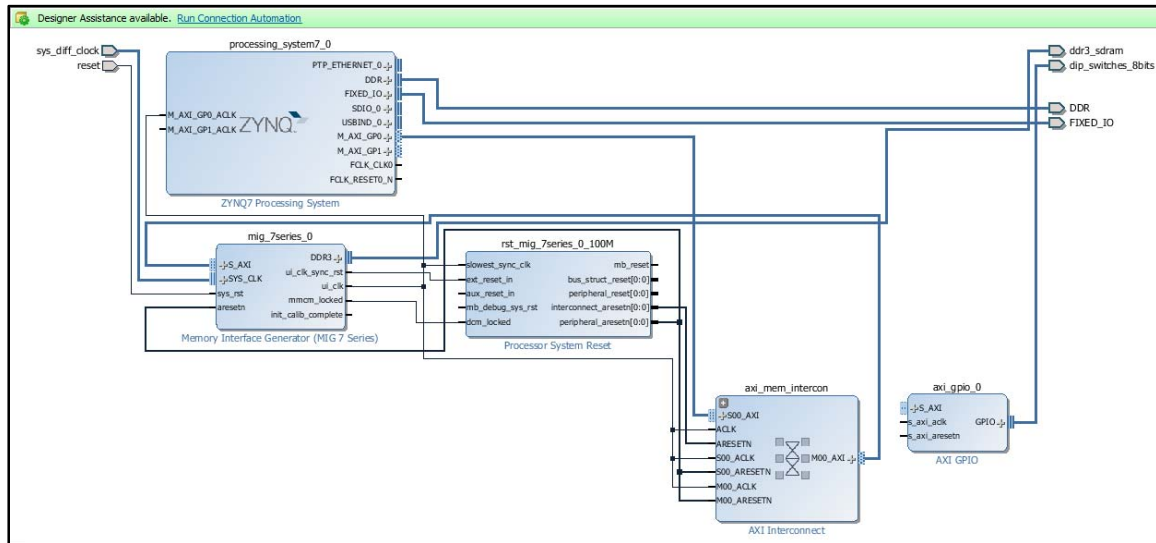 Designer Assistance available. Run Connection Automation
sys_diff_clock
reset
processing_system7_0
PTP_ETHERNET_0
DDR
FIXED_IO
SDIO_0
USBIND_0
M_AXI_GP0
M_AXI_GP1
FCLK_CLK0
FCLK_RESET0_N
M_AXI_GP0_ACLK
M_AXI_GP1_ACLK
ZYNQ
ZYNQ7 Processing System
ddr3_sdram
dip_switches_8bits
DDR
FIXED_IO
mig_7series_0
S_AXI
SYS_CLK
sys_rst
aresetn
DDR3
ui_clk_sync_rst
ui_clk
mmcm_locked
init_calib_complete
Memory Interface Generator (MIG 7 Series)
rst_mig_7series_0_100M
slowest_sync_clk
ext_reset_in
aux_reset_in
mb_debug_sys_rst
dcm_locked
mb_reset
bus_struct_reset[0:0]
peripheral_reset[0:0]
interconnect_aresetn[0:0]
peripheral_aresetn[0:0]
Processor System Reset
axi_mem_intercon
S00_AXI
ACLK
ARESETN
S00_ACLK
S00_ARESETN
M00_ACLK
M00_ARESETN
M00_AXI
AXI Interconnect
axi_gpio_0
S_AXI
s_axi_aclk
s_axi_aresetn
GPIO
AXI GPIO